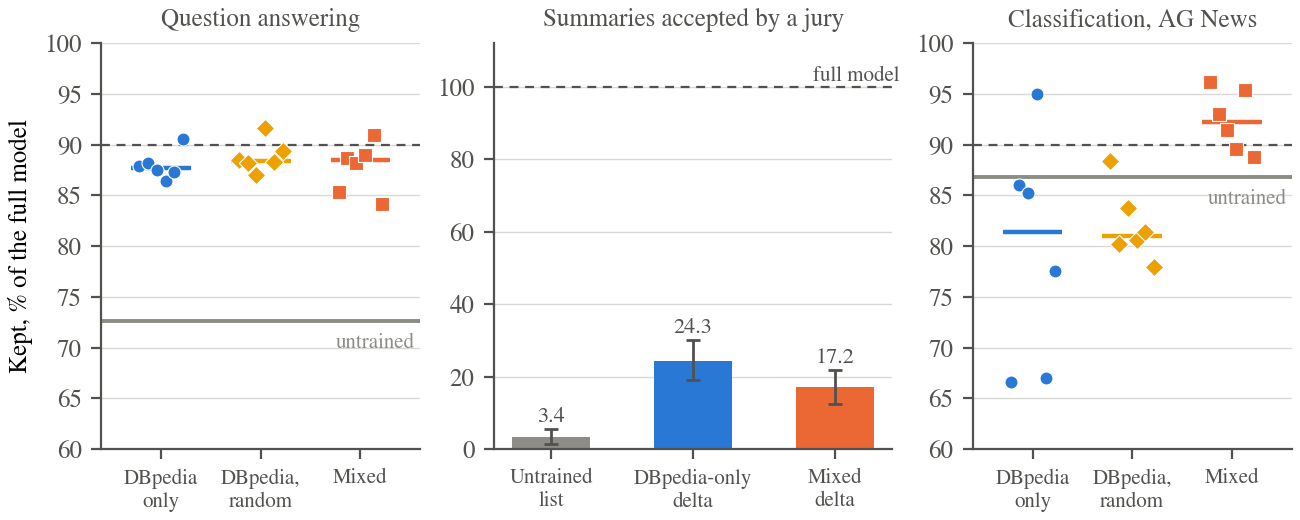 Question answering
Summaries accepted by a jury
Classification, AG News
Kept, % of the full model
100
95
90
85
80
75
70
65
60
untrained
DBpedia only
DBpedia, random
Mixed
100
80
60
40
20
0
full model
3.4
24.3
17.2
Untrained list
DBpedia-only delta
Mixed delta
100
95
90
85
80
75
70
65
60
untrained
DBpedia only
DBpedia, random
Mixed